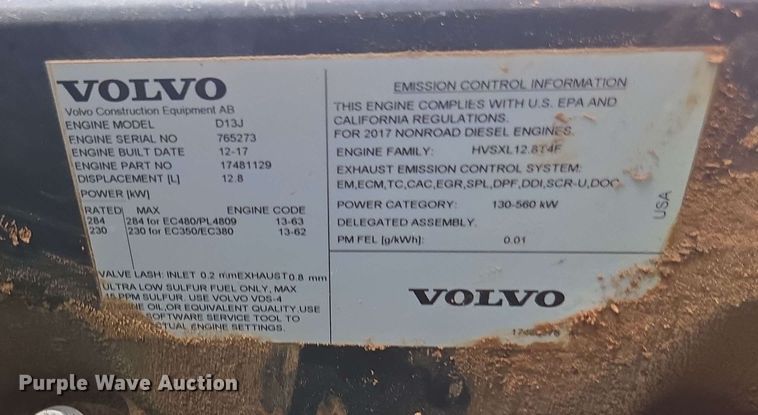 VOLVO
Volvo Construction Equipment AB
ENGINE MODEL D13J
ENGINE SERIAL NO 765273
ENGINE BUILT DATE 12-17
ENGINE PART NO 17481129
DISPLACEMENT [L] 12.8
POWER [kW]
RATED MAX ENGINE CODE
284 284 for EC480/PL4809 13-63
230 230 for EC350/EC380 13-62
VALVE LASH: INLET 0.2 mm EXHAUST 0.8 mm
ULTRA LOW SULFUR FUEL ONLY, MAX
15 PPM SULFUR. USE VOLVO VDS-4
OIL, OR EQUIVALENT QUALITY. USE
SOFTWARE SERVICE TOOL TO
ENGINE SETTINGS.
EMISSION CONTROL INFORMATION
THIS ENGINE COMPLIES WITH U.S. EPA AND
CALIFORNIA REGULATIONS.
FOR 2017 NONROAD DIESEL ENGINES.
ENGINE FAMILY: HVSXL12.8T4F
EXHAUST EMISSION CONTROL SYSTEM:
EM,ECM,TC,CAC,EGR,SPL,DPF,DDI,SCR-U,DOC
POWER CATEGORY: 130-560 kW
DELEGATED ASSEMBLY.
PM FEL [g/kWh]: 0.01
USA
VOLVO
Purple Wave Auction